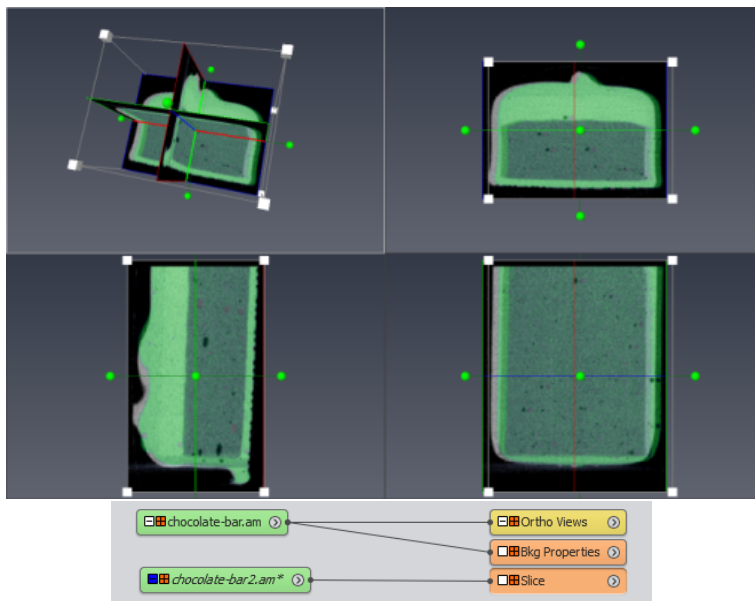 chocolate-bar.am
Ortho Views
Bkg Properties
chocolate-bar2.am*
Slice